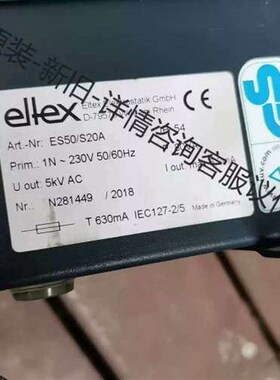 eltex
Eltex Elektrostatik GmbH
Rhein
CE
Art.-Nr: ES50/S20A
54
Prim.: 1N ~ 230V 50/60Hz
U out: 5kV AC
I out:
Nr: N281449 / 2018
T 630mA IEC127-2/5
Made in Germany
原装-新旧-详情咨询客服议